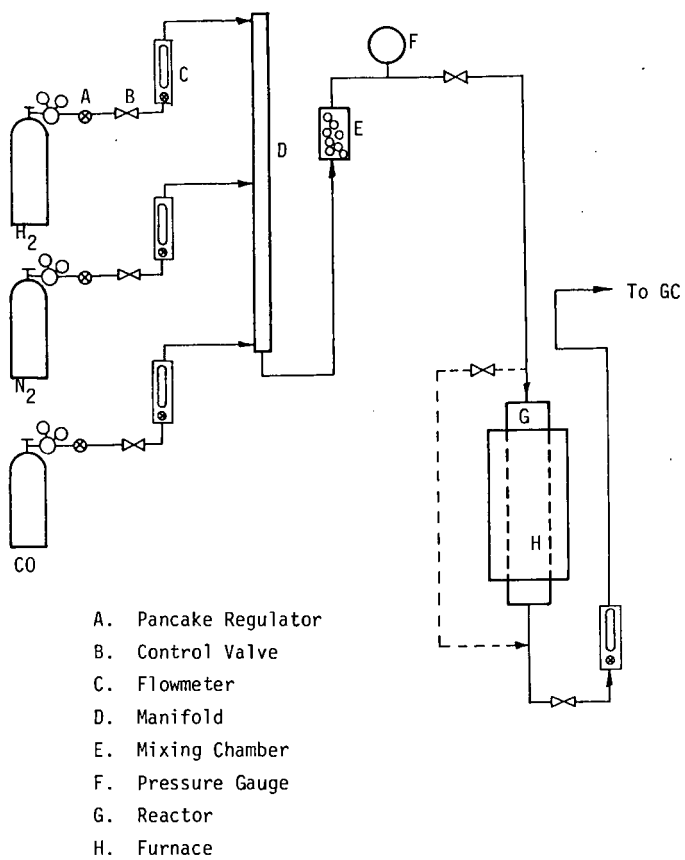 A
B
C
H2
N2
CO
D
E
F
To GC
G
H
A. Pancake Regulator
B. Control Valve
C. Flowmeter
D. Manifold
E. Mixing Chamber
F. Pressure Gauge
G. Reactor
H. Furnace